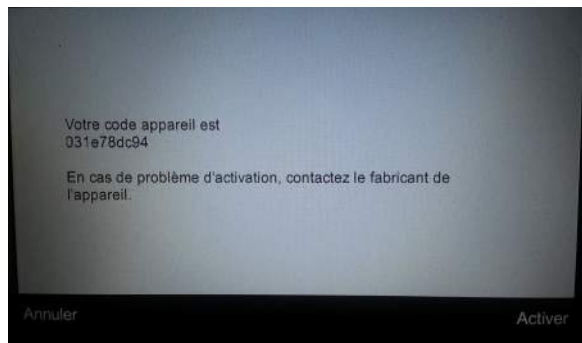 Votre code appareil est
031e78dc94
En cas de problème d'activation, contactez le fabricant de
l'appareil.
Annuler
Activer